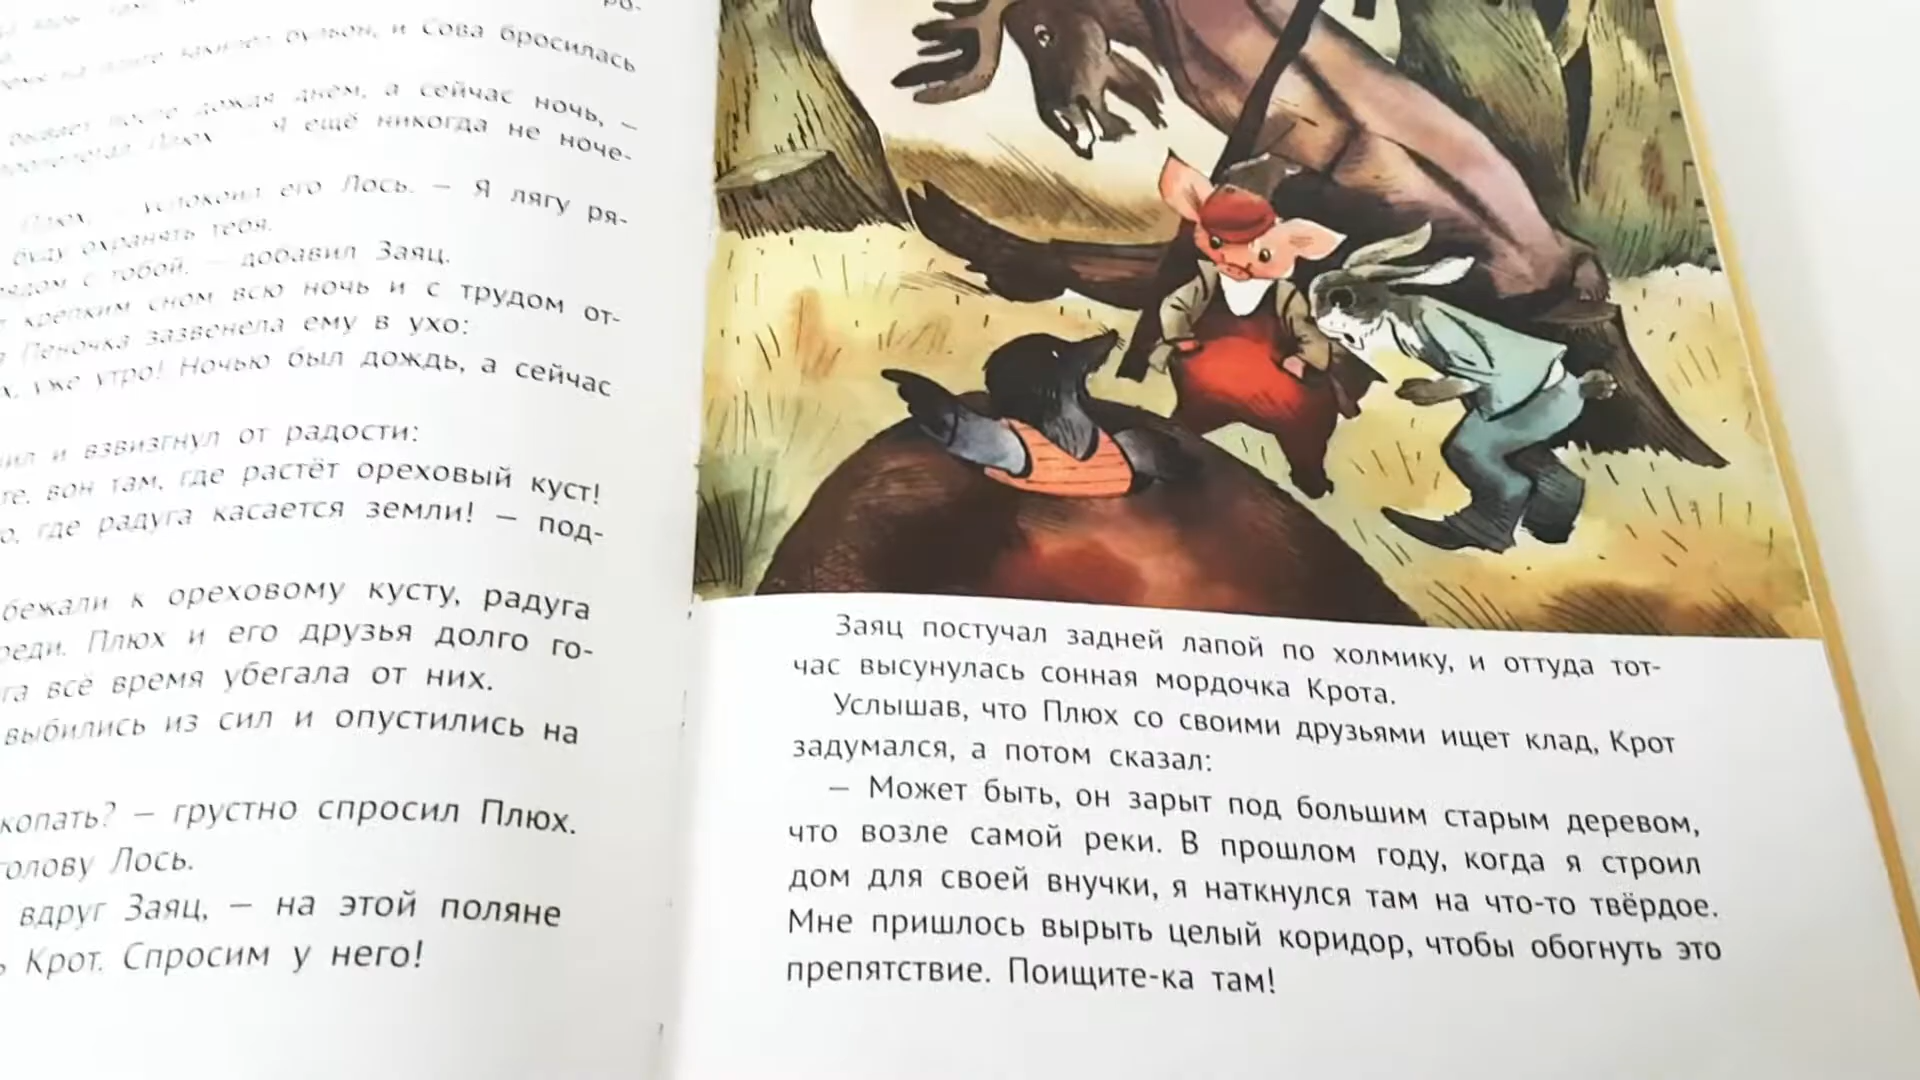 и Сова бросилась
дождя днём, а сейчас ночь, —
Плюх. — Я ещё никогда не ноче-
Плюх, — успокоил его Лось. — Я лягу ря-
буду охранять тебя.
с тобой, — добавил Заяц.
крепким сном всю ночь и с трудом от-
Пеночка зазвенела ему в ухо:
уже утро! Ночью был дождь, а сейчас
и взвизгнул от радости:
вон там, где растёт ореховый куст!
где радуга касается земли! — под-
бежали к ореховому кусту, радуга
Плюх и его друзья долго го-
всё время убегала от них.
выбились из сил и опустились на
копать? — грустно спросил Плюх.
голову Лось.
вдруг Заяц, — на этой поляне
Крот. Спросим у него!
Заяц постучал задней лапой по холмику, и оттуда тот-
час высунулась сонная мордочка Крота.
Услышав, что Плюх со своими друзьями ищет клад, Крот
задумался, а потом сказал:
— Может быть, он зарыт под большим старым деревом,
что возле самой реки. В прошлом году, когда я строил
дом для своей внучки, я наткнулся там на что-то твёрдое.
Мне пришлось вырыть целый коридор, чтобы обогнуть это
препятствие. Поищите-ка там!